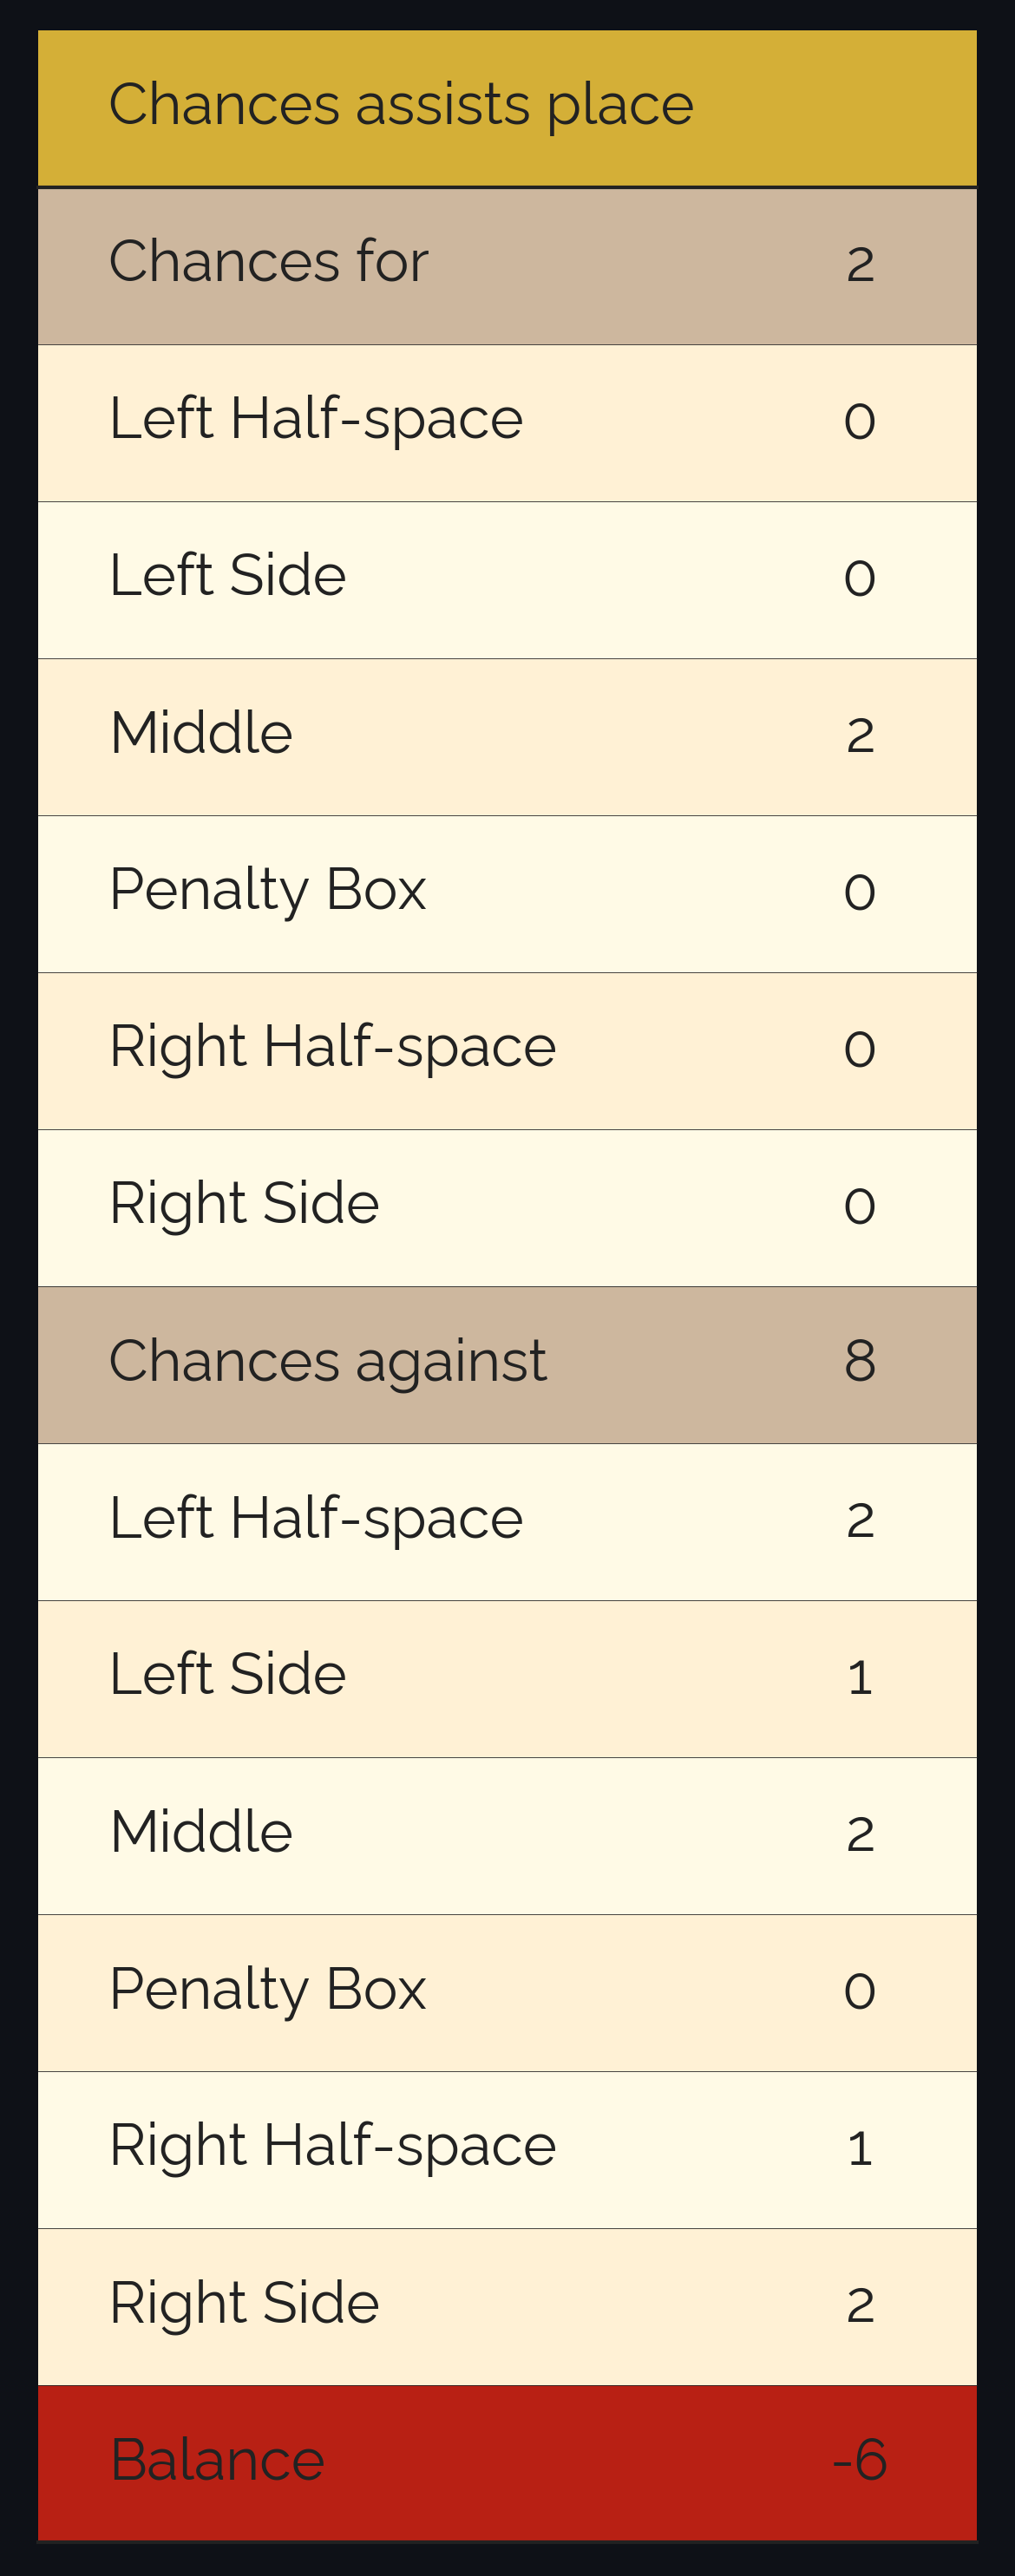 Chances assists place
Chances for 2
Left Half-space 0
Left Side 0
Middle 2
Penalty Box 0
Right Half-space 0
Right Side 0
Chances against 8
Left Half-space 2
Left Side 1
Middle 2
Penalty Box 0
Right Half-space 1
Right Side 2
Balance -6